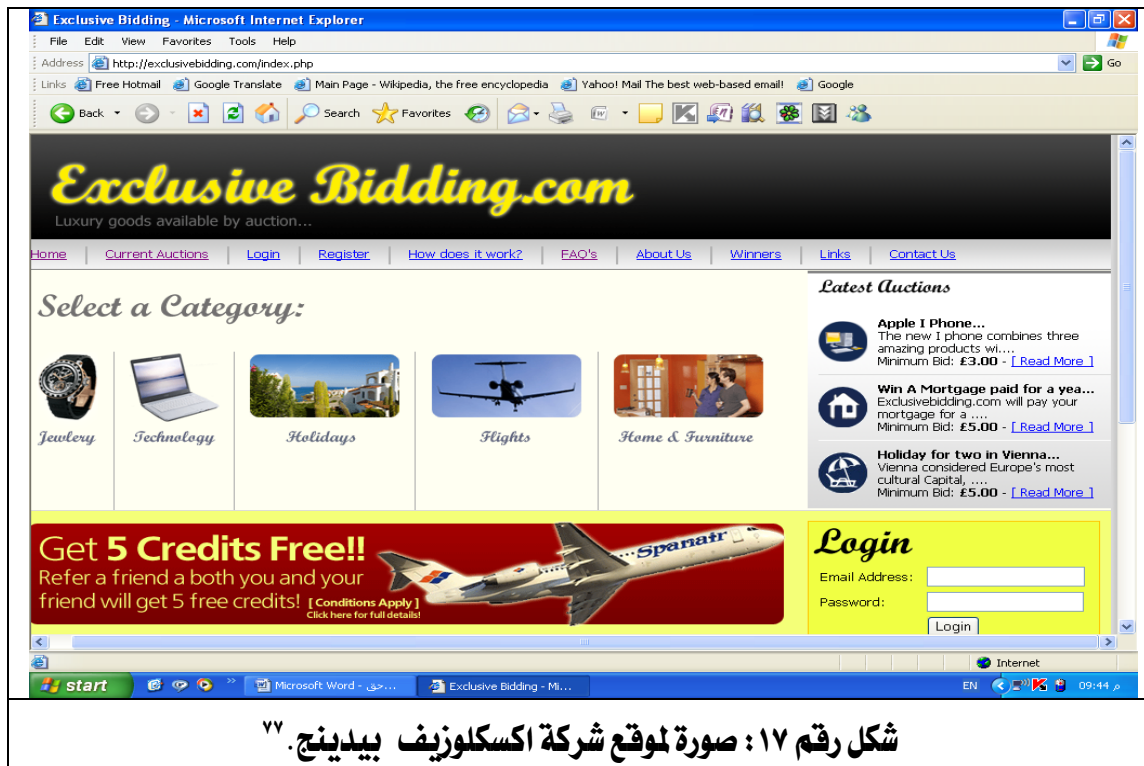 Exclusive Bidding - Microsoft Internet Explorer
File Edit View Favorites Tools Help
Address http://exclusivebidding.com/index.php Go
Links Free Hotmail Google Translate Main Page - Wikipedia, the free encyclopedia Yahoo! Mail The best web-based email! Google
Back Search Favorites
Exclusive Bidding.com
Luxury goods available by auction...
Home Current Auctions Login Register How does it work? FAQ's About Us Winners Links Contact Us
Select a Category:
Jewlery Technology Holidays Flights Home & Furniture
Latest Auctions
Apple I Phone...
The new I phone combines three
amazing products wi....
Minimum Bid: £3.00 - [ Read More ]
Win A Mortgage paid for a yea...
Exclusivebidding.com will pay your
mortgage for a ....
Minimum Bid: £5.00 - [ Read More ]
Holiday for two in Vienna...
Vienna considered Europe's most
cultural Capital, ....
Minimum Bid: £5.00 - [ Read More ]
Get 5 Credits Free!!
Refer a friend a both you and your
friend will get 5 free credits! [ Conditions Apply ]
Click here for full details!
Spanair
Login
Email Address:
Password:
Login
Internet
start Microsoft Word - حق... Exclusive Bidding - Mi... EN 09:44 م
شكل رقم ١٧ : صورة لموقع شركة اكسكلوزيف بيدينج. ٧٧